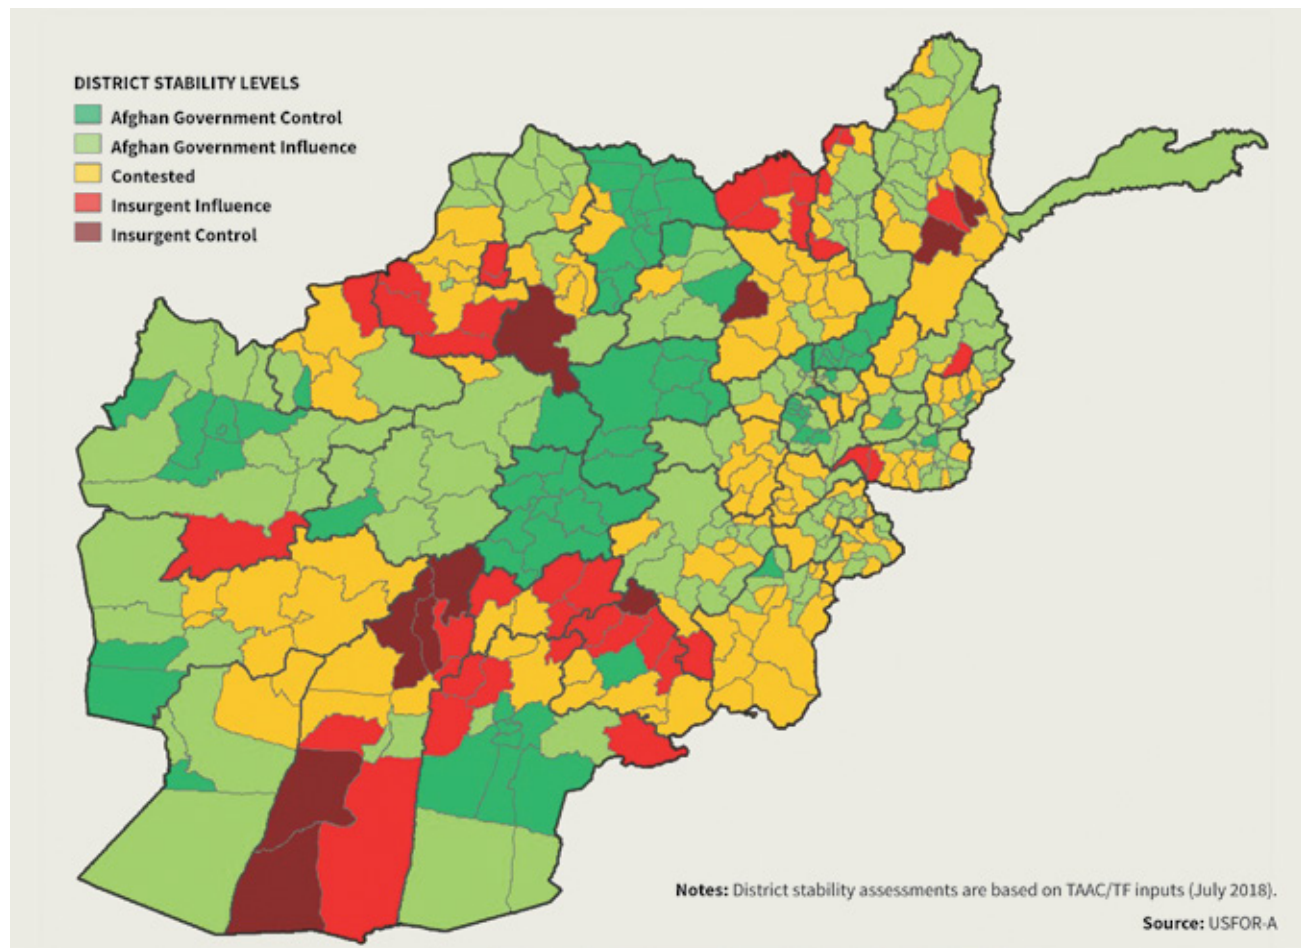 DISTRICT STABILITY LEVELS
Afghan Government Control
Afghan Government Influence
Contested
Insurgent Influence
Insurgent Control
Notes: District stability assessments are based on TAAC/TF inputs (July 2018).
Source: USFOR-A